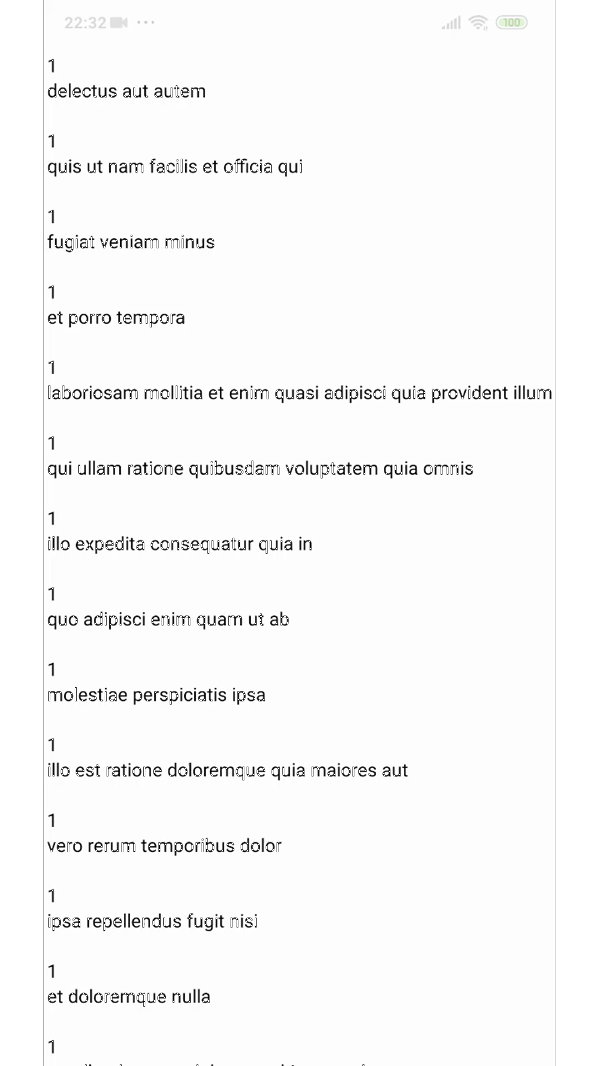 22:32 ...
100
1
delectus aut autem
1
quis ut nam facilis et officia qui
1
fugiat veniam minus
1
et porro tempora
1
laboriosam mollitia et enim quasi adipisci quia provident illum
1
qui ullam ratione quibusdam voluptatem quia omnis
1
illo expedita consequatur quia in
1
quo adipisci enim quam ut ab
1
molestiae perspiciatis ipsa
1
illo est ratione doloremque quia maiores aut
1
vero rerum temporibus dolor
1
ipsa repellendus fugit nisi
1
et doloremque nulla
1